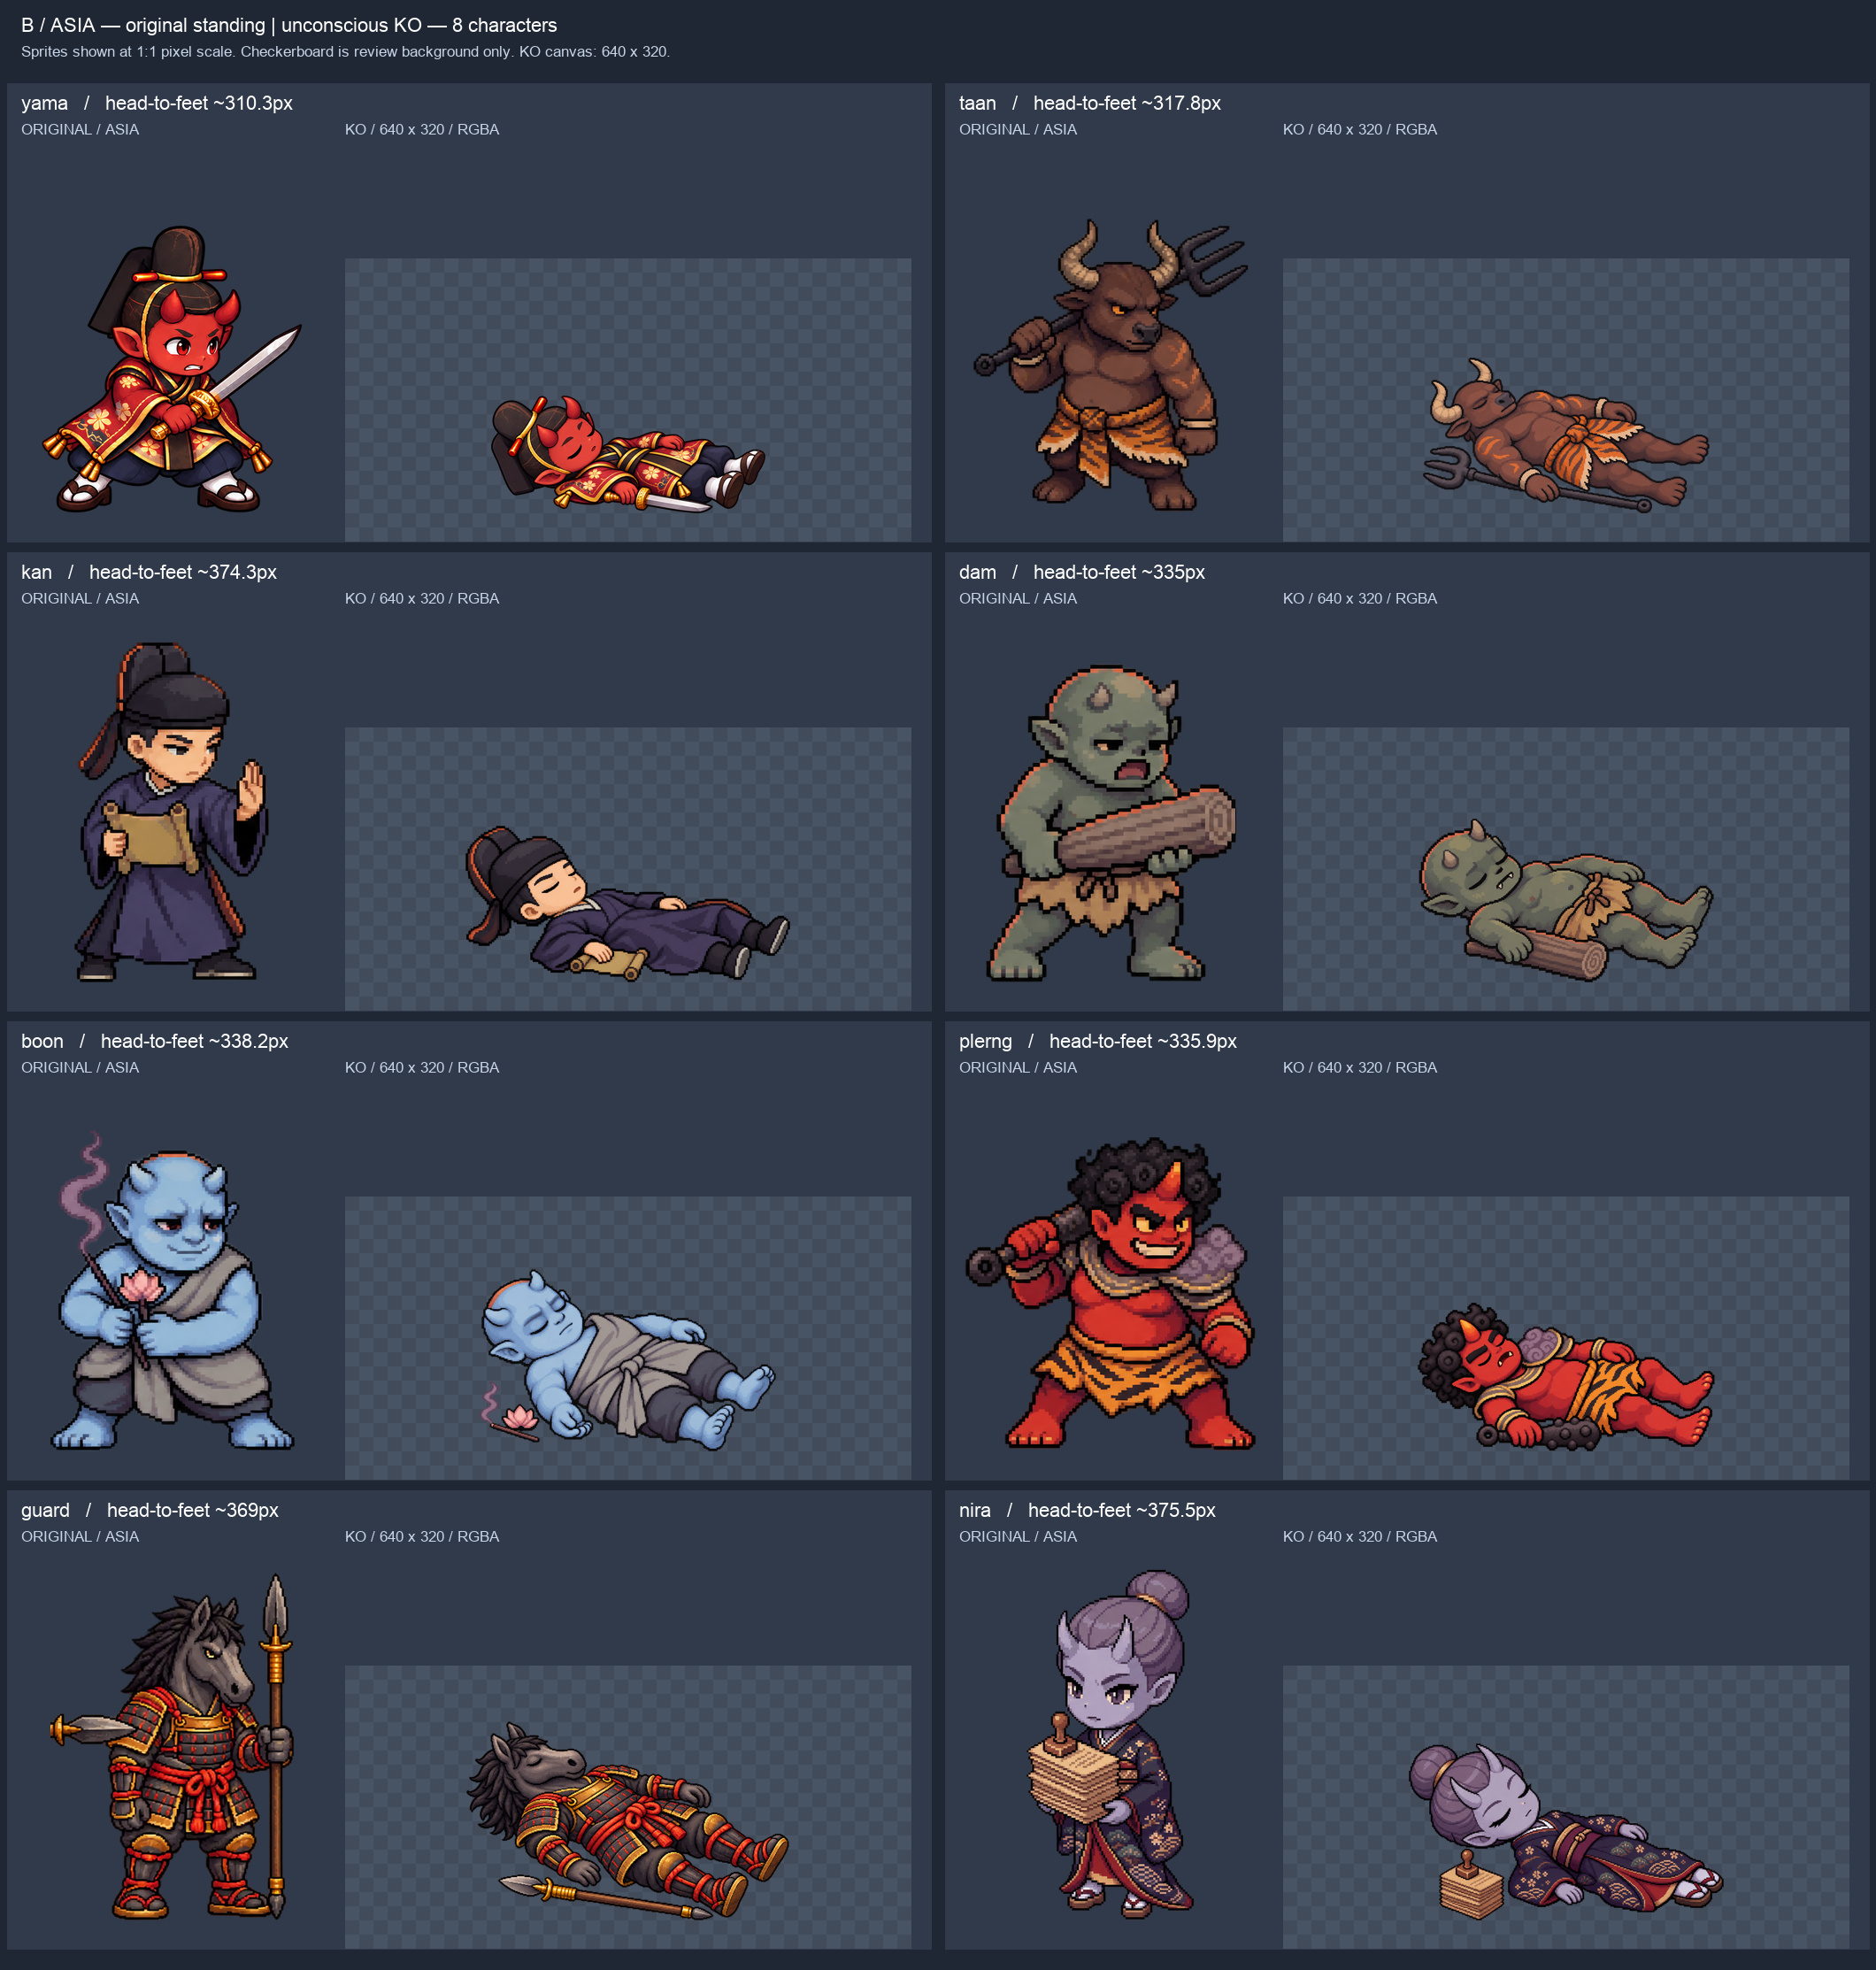 B / ASIA — original standing | unconscious KO — 8 characters
Sprites shown at 1:1 pixel scale. Checkerboard is review background only. KO canvas: 640 x 320.
yama / head-to-feet ~310.3px
ORIGINAL / ASIA
KO / 640 x 320 / RGBA
taan / head-to-feet ~317.8px
ORIGINAL / ASIA
KO / 640 x 320 / RGBA
kan / head-to-feet ~374.3px
ORIGINAL / ASIA
KO / 640 x 320 / RGBA
dam / head-to-feet ~335px
ORIGINAL / ASIA
KO / 640 x 320 / RGBA
boon / head-to-feet ~338.2px
ORIGINAL / ASIA
KO / 640 x 320 / RGBA
plerng / head-to-feet ~335.9px
ORIGINAL / ASIA
KO / 640 x 320 / RGBA
guard / head-to-feet ~369px
ORIGINAL / ASIA
KO / 640 x 320 / RGBA
nira / head-to-feet ~375.5px
ORIGINAL / ASIA
KO / 640 x 320 / RGBA